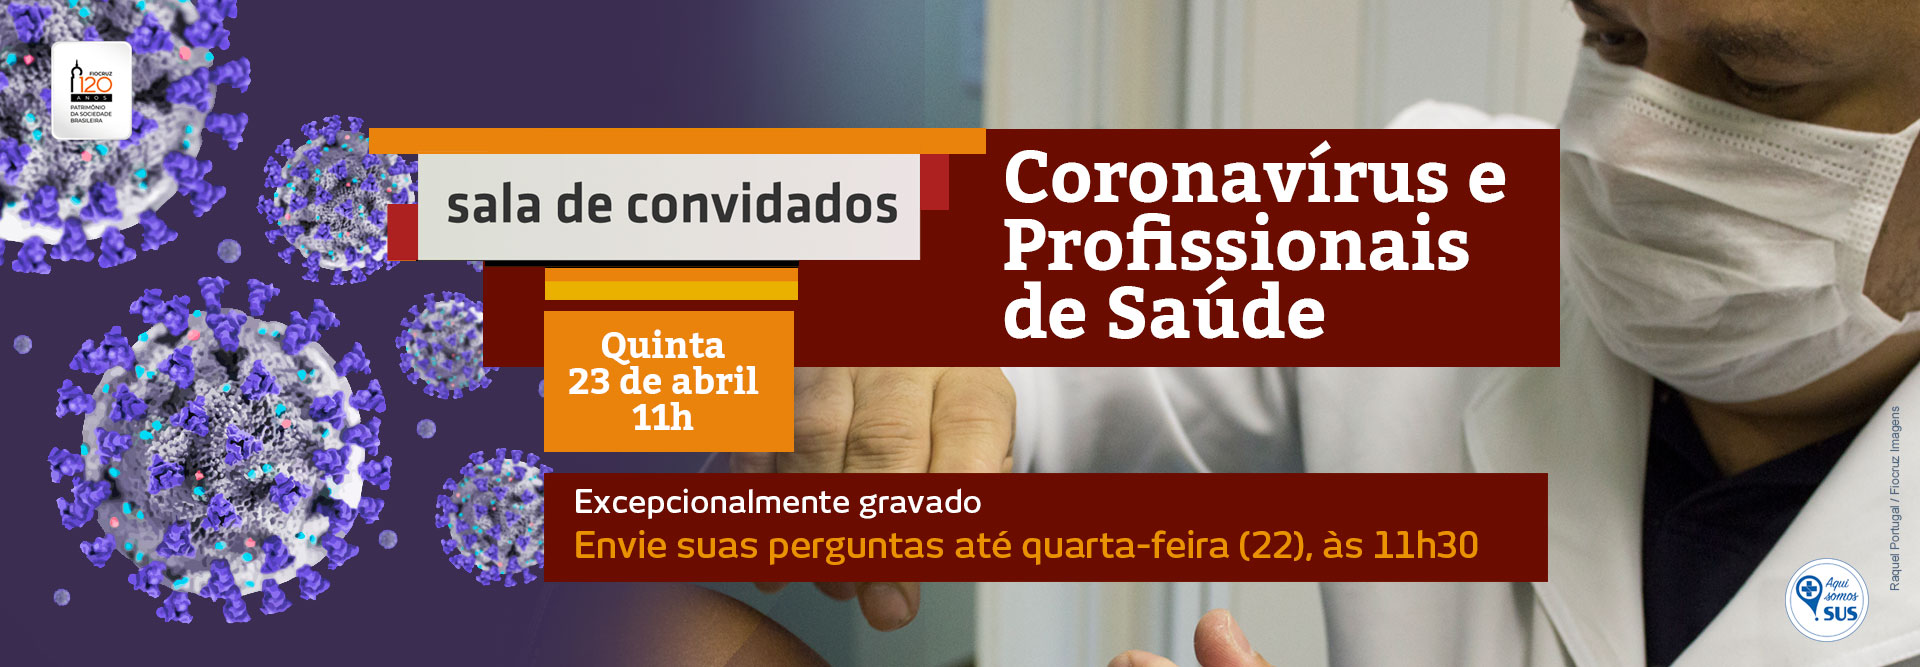 FIOCRUZ
120
ANOS
PATRIMÔNIO
DA SOCIEDADE
BRASILEIRA
sala de convidados
Coronavírus e
Profissionais
de Saúde
Quinta
23 de abril
11h
Excepcionalmente gravado
Envie suas perguntas até quarta-feira (22), às 11h30
Aqui
somos
SUS
Raquel Portugal / Fiocruz Imagens